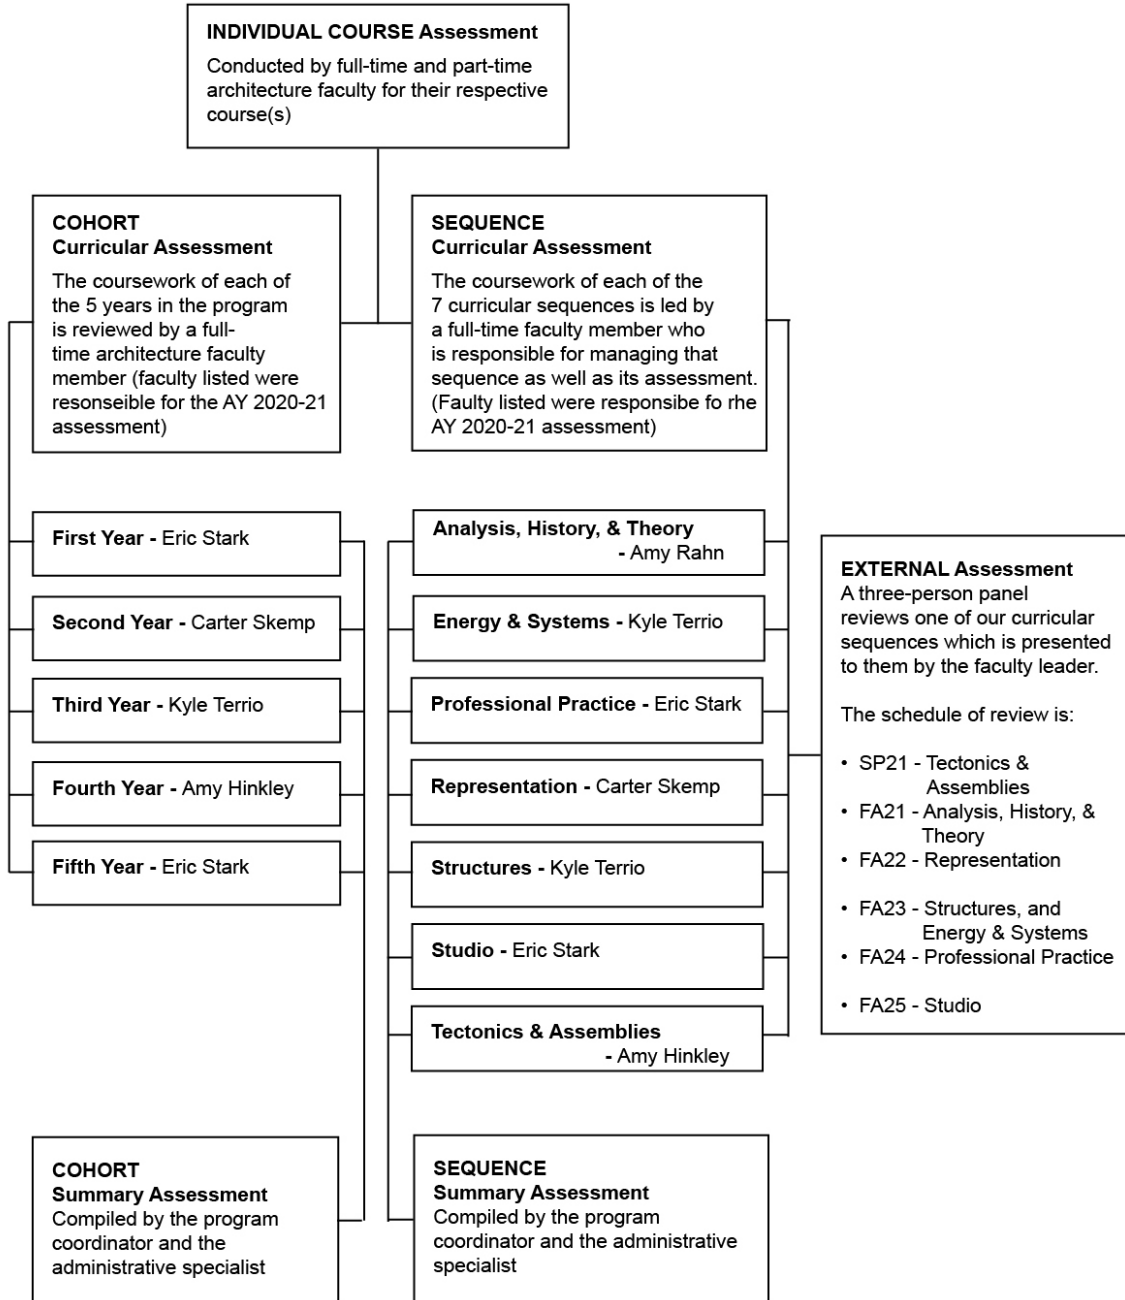 INDIVIDUAL COURSE Assessment
Conducted by full-time and part-time
architecture faculty for their respective
course(s)
COHORT
Curricular Assessment
The coursework of each of
the 5 years in the program
is reviewed by a full-
time architecture faculty
member (faculty listed were
resonseible for the AY 2020-21
assessment)
SEQUENCE
Curricular Assessment
The coursework of each of the
7 curricular sequences is led by
a full-time faculty member who
is responsible for managing that
sequence as well as its assessment.
(Faulty listed were responsibe fo rhe
AY 2020-21 assessment)
First Year - Eric Stark
Second Year - Carter Skemp
Third Year - Kyle Terrio
Fourth Year - Amy Hinkley
Fifth Year - Eric Stark
Analysis, History, & Theory
- Amy Rahn
Energy & Systems - Kyle Terrio
Professional Practice - Eric Stark
Representation - Carter Skemp
Structures - Kyle Terrio
Studio - Eric Stark
Tectonics & Assemblies
- Amy Hinkley
EXTERNAL Assessment
A three-person panel
reviews one of our curricular
sequences which is presented
to them by the faculty leader.
The schedule of review is:
• SP21 - Tectonics &
Assemblies
• FA21 - Analysis, History, &
Theory
• FA22 - Representation
• FA23 - Structures, and
Energy & Systems
• FA24 - Professional Practice
• FA25 - Studio
COHORT
Summary Assessment
Compiled by the program
coordinator and the
administrative specialist
SEQUENCE
Summary Assessment
Compiled by the program
coordinator and the administrative
specialist